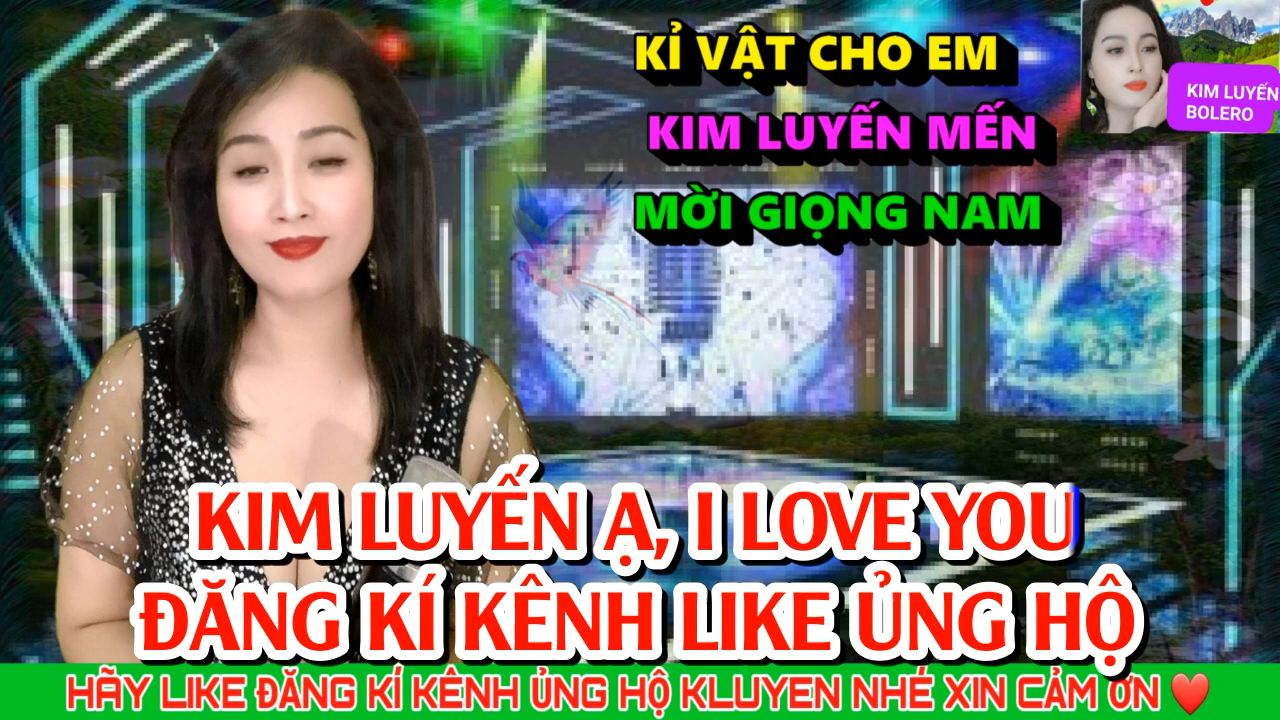 KỈ VẬT CHO EM
KIM LUYẾN MẾN
MỜI GIỌNG NAM
KIM LUYẾN
BOLERO
KIM LUYẾN Ạ, I LOVE YOU
ĐĂNG KÍ KÊNH LIKE ỦNG HỘ
HÃY LIKE ĐĂNG KÍ KÊNH ỦNG HỘ KLUYEN NHÉ XIN CẢM ƠN ❤️